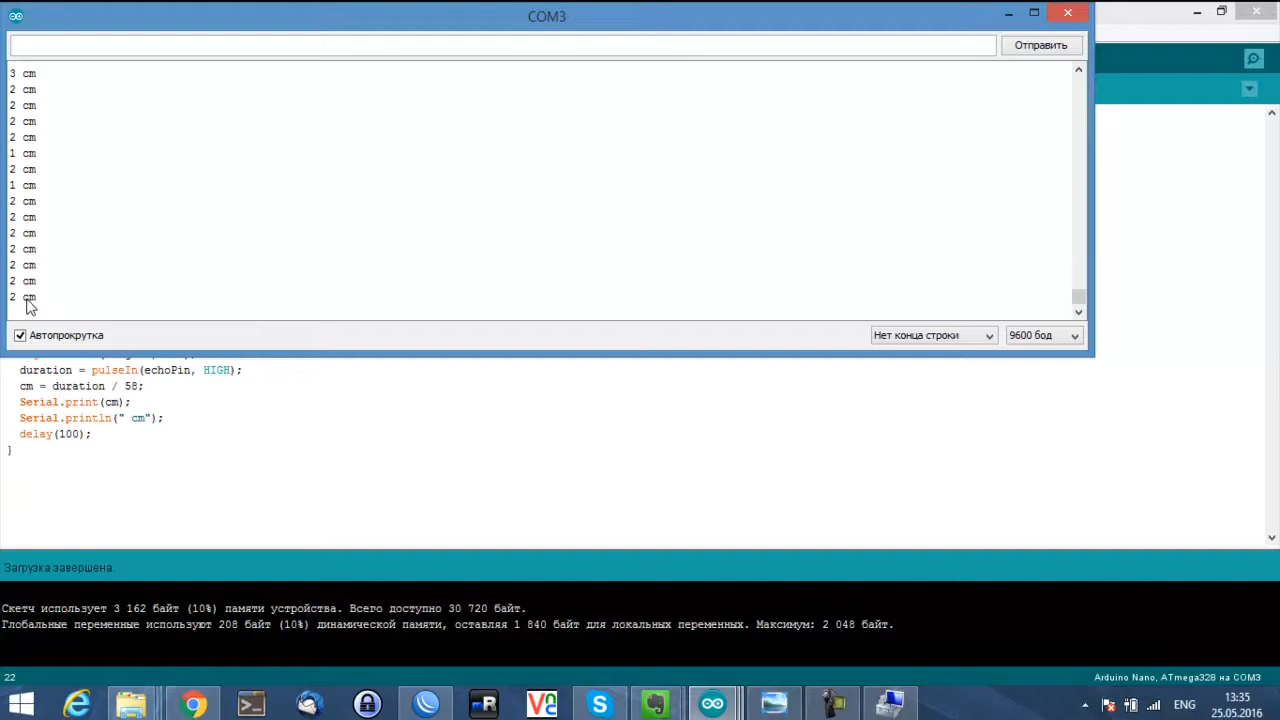 COM3
Отправить
3 cm
2 cm
2 cm
2 cm
2 cm
1 cm
2 cm
1 cm
2 cm
2 cm
2 cm
2 cm
2 cm
2 cm
2 cm
Автопрокрутка
Нет конца строки
9600 бод
duration = pulseIn(echoPin, HIGH);
cm = duration / 58;
Serial.print(cm);
Serial.println(" cm");
delay(100);
}
Загрузка завершена.
Скетч использует 3 162 байт (10%) памяти устройства. Всего доступно 30 720 байт.
Глобальные переменные используют 208 байт (10%) динамической памяти, оставляя 1 840 байт для локальных переменных. Максимум: 2 048 байт.
22
Arduino Nano, ATmega328 на COM3
ENG
13:35
25.05.2016